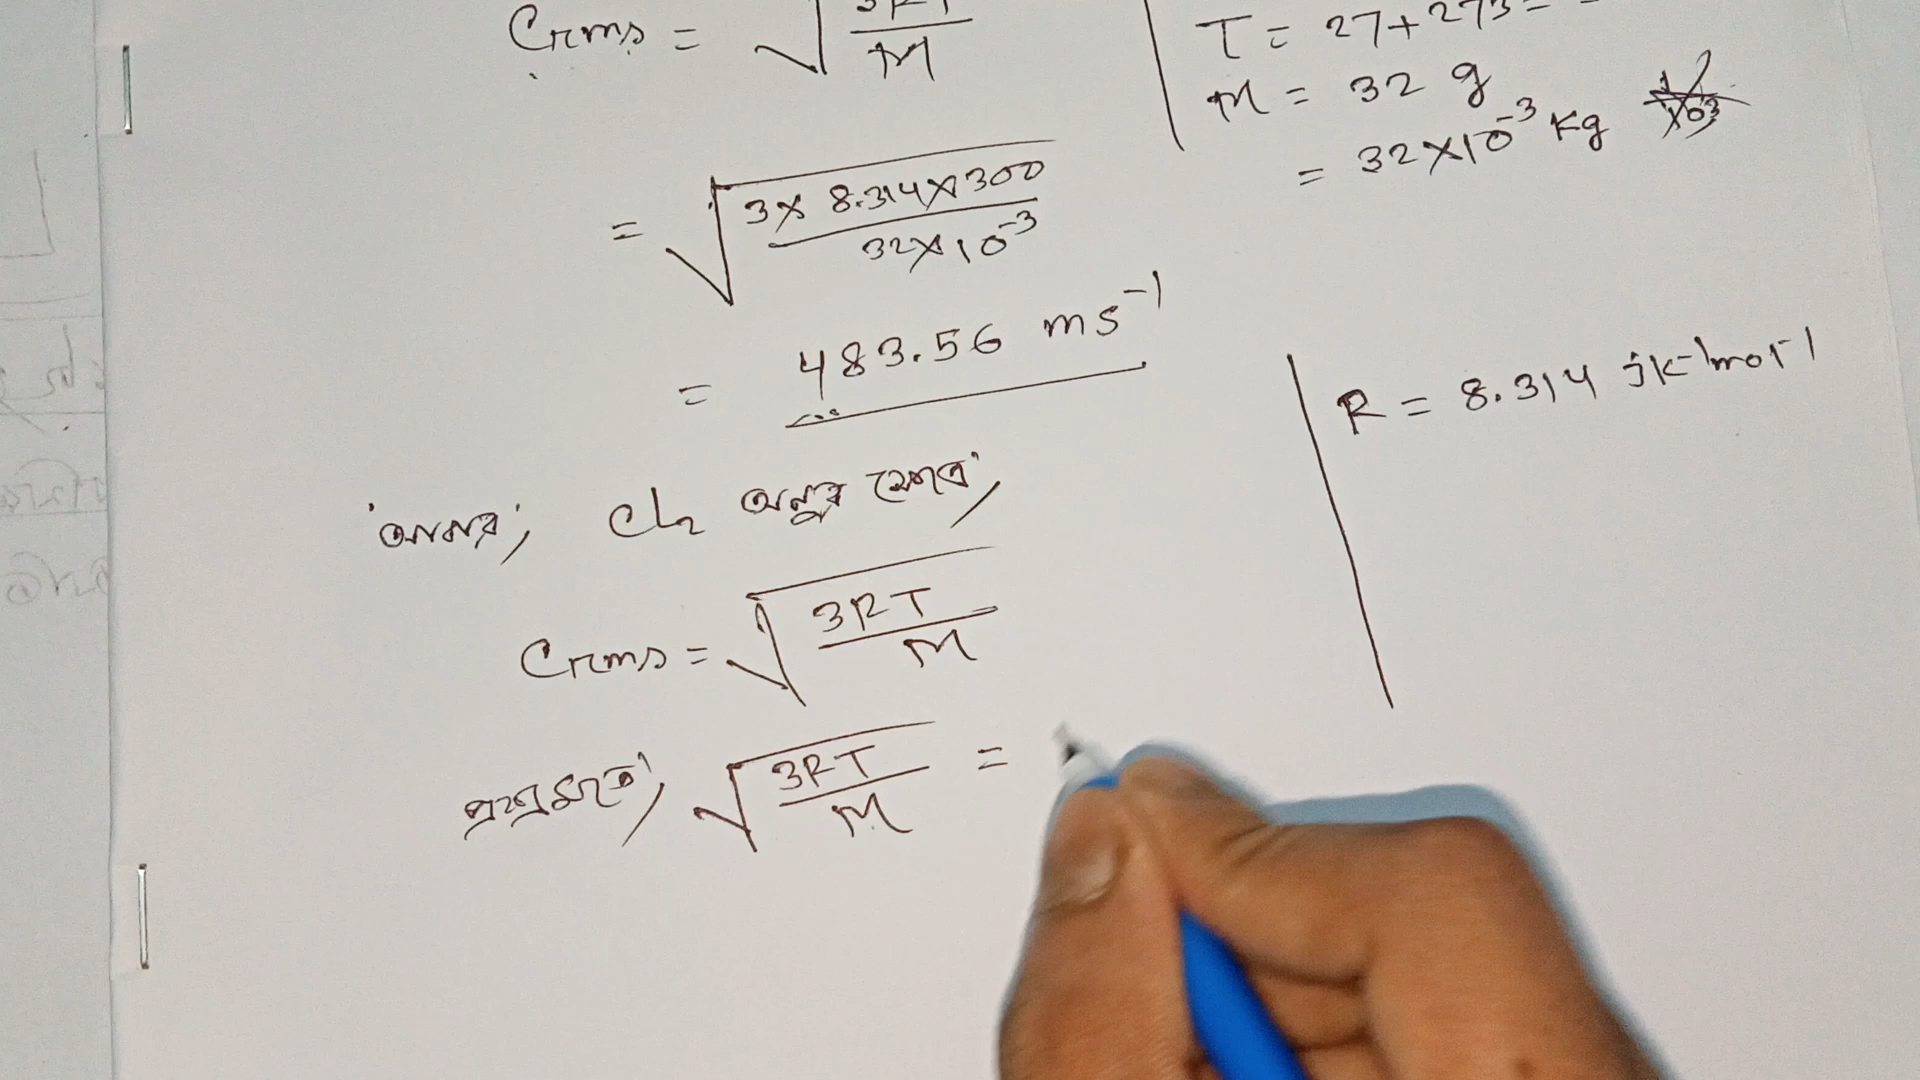 Crms = √(3RT/M)
T = 27+273=
M = 32 g
= 32×10⁻³ Kg
= √(3× 8.314×300/32×10⁻³)
= 483.56 ms⁻¹
R = 8.314 jk⁻¹mol⁻¹
আবার, Cl₂ অনুর ক্ষেত্রে,
Crms = √(3RT/M)
প্রশ্নমতে, √(3RT/M) =